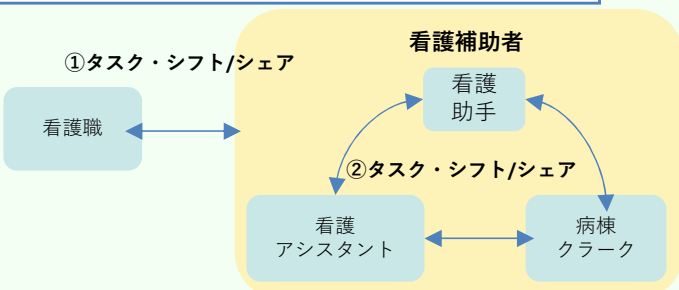 看護補助者
①タスク・シフト/シェア
看護
助手
看護職
②タスク・シフト/シェア
看護
アシスタント
病棟
クラーク